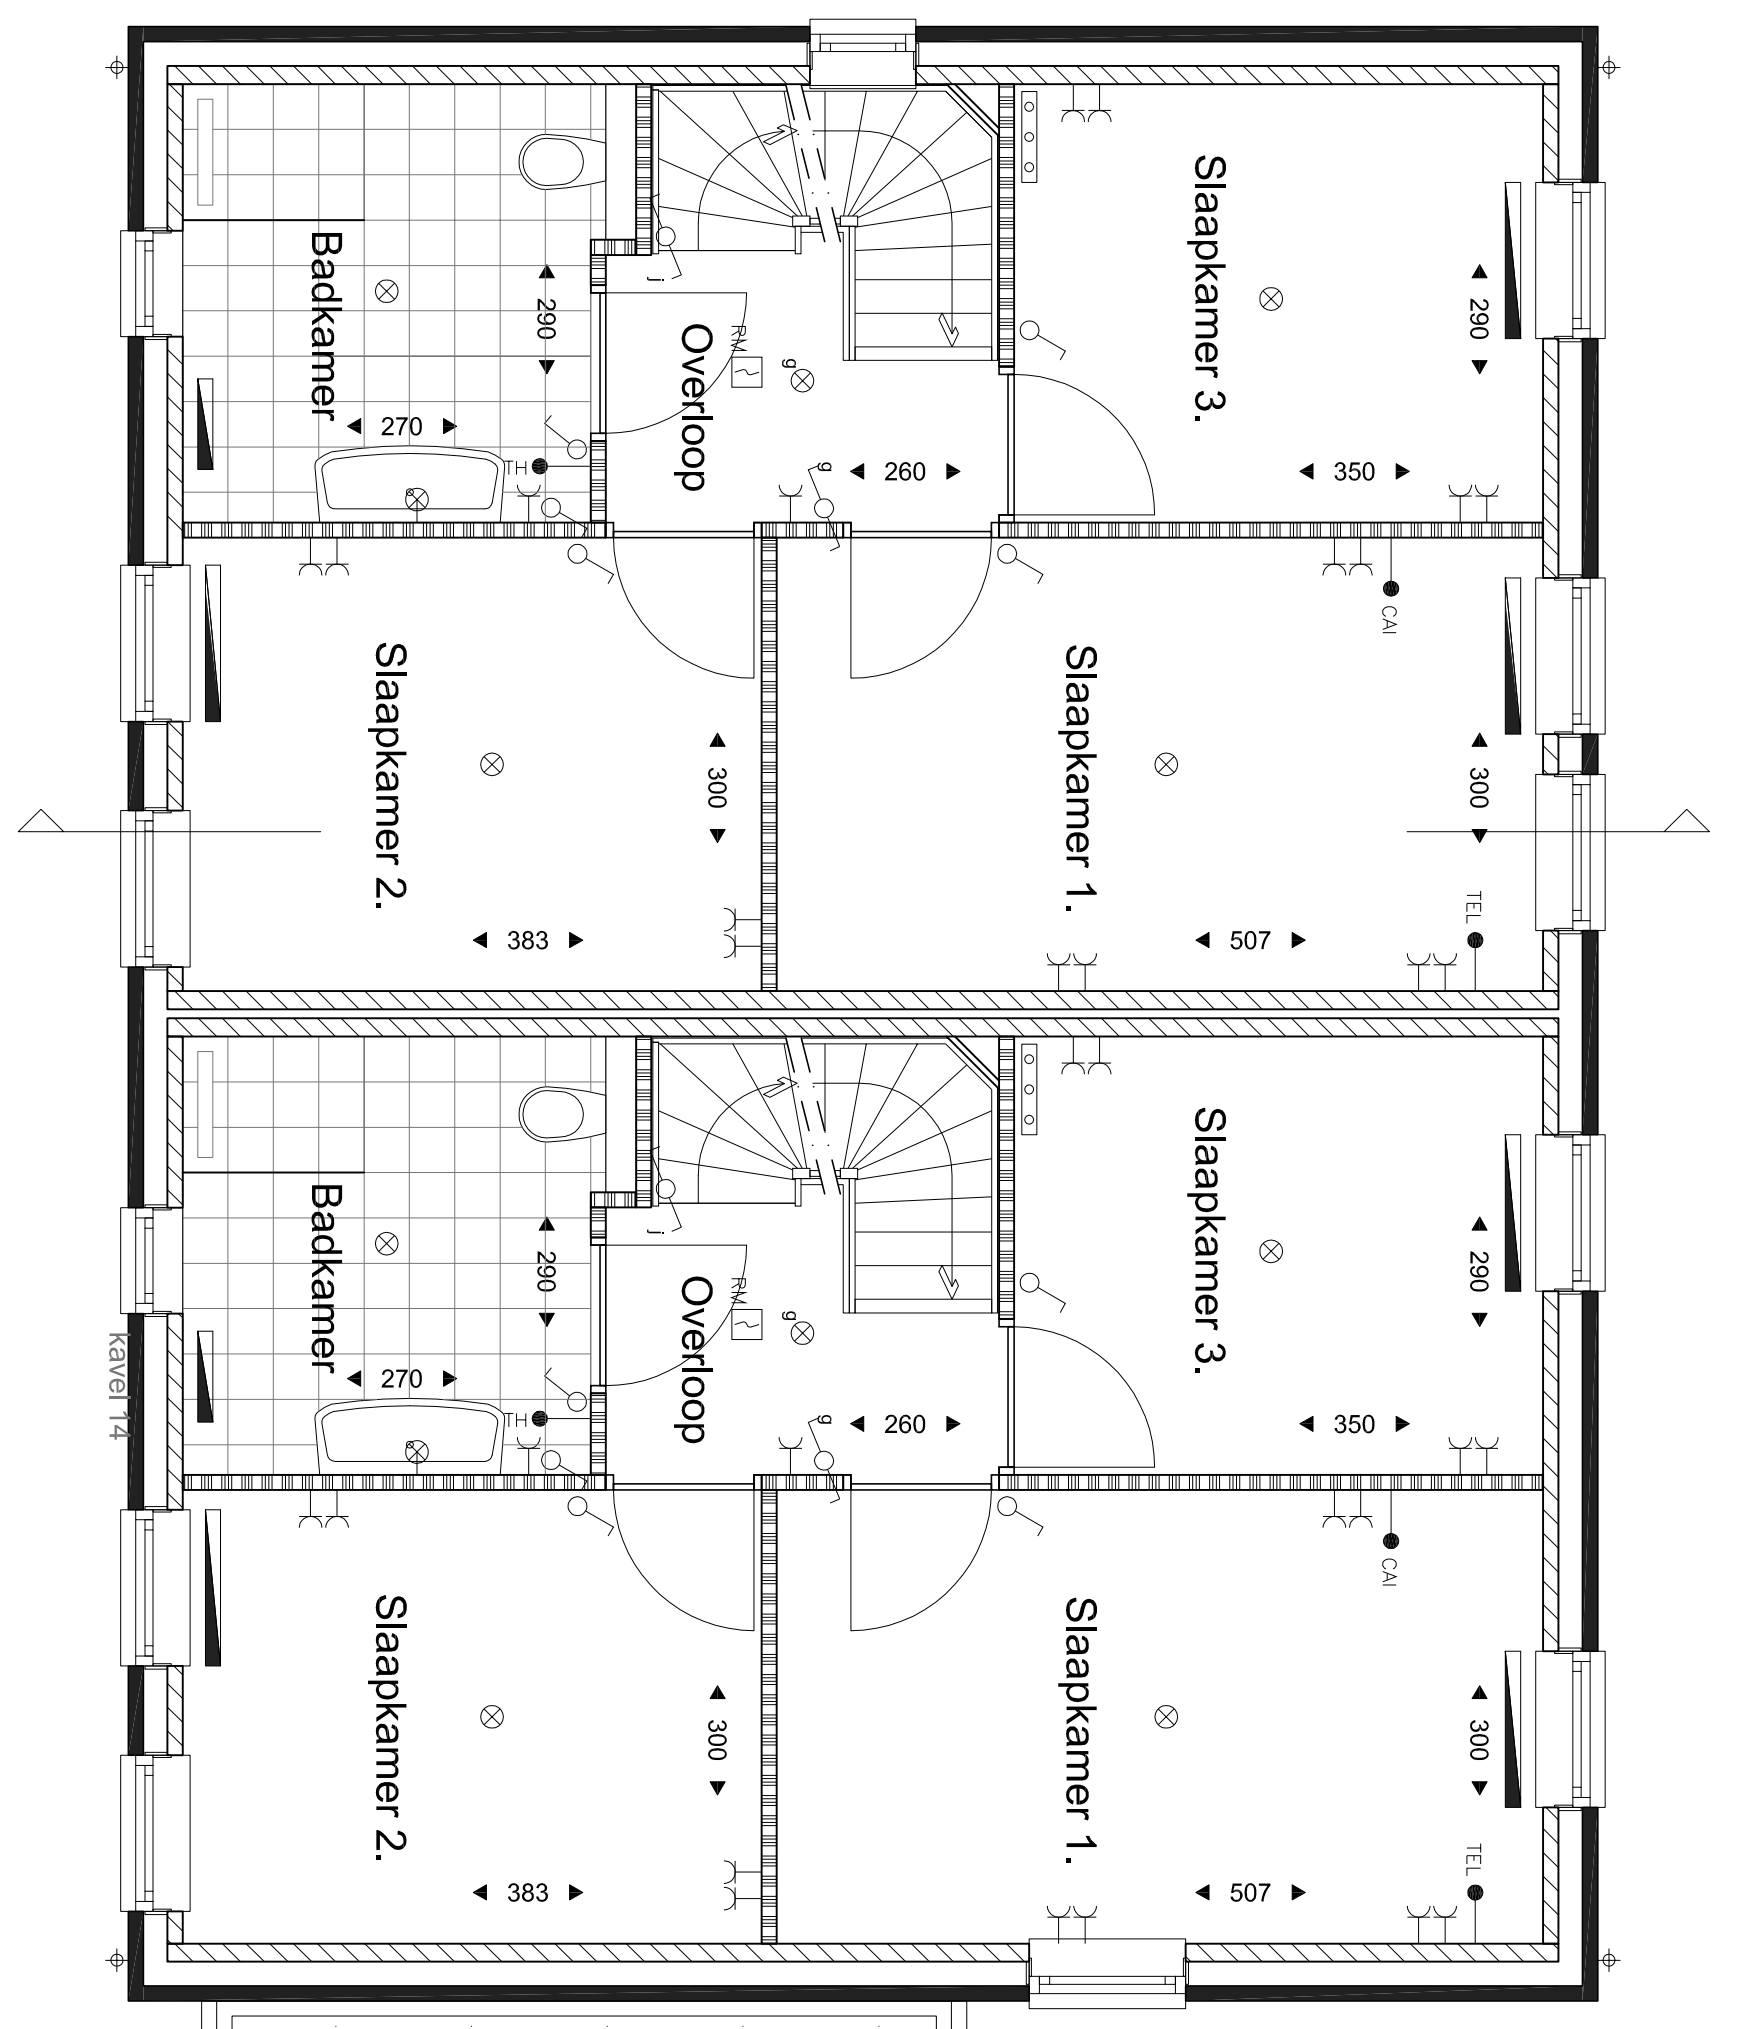 Badkamer
290
270
TH
j
Overloop
RM
g
g
260
Slaapkamer 3.
290
350
Slaapkamer 2.
300
383
Slaapkamer 1.
CAI
300
TEL
507
Badkamer
290
270
TH
j
Overloop
RM
g
g
260
Slaapkamer 3.
290
350
kavel 14
Slaapkamer 2.
300
383
Slaapkamer 1.
CAI
300
TEL
507